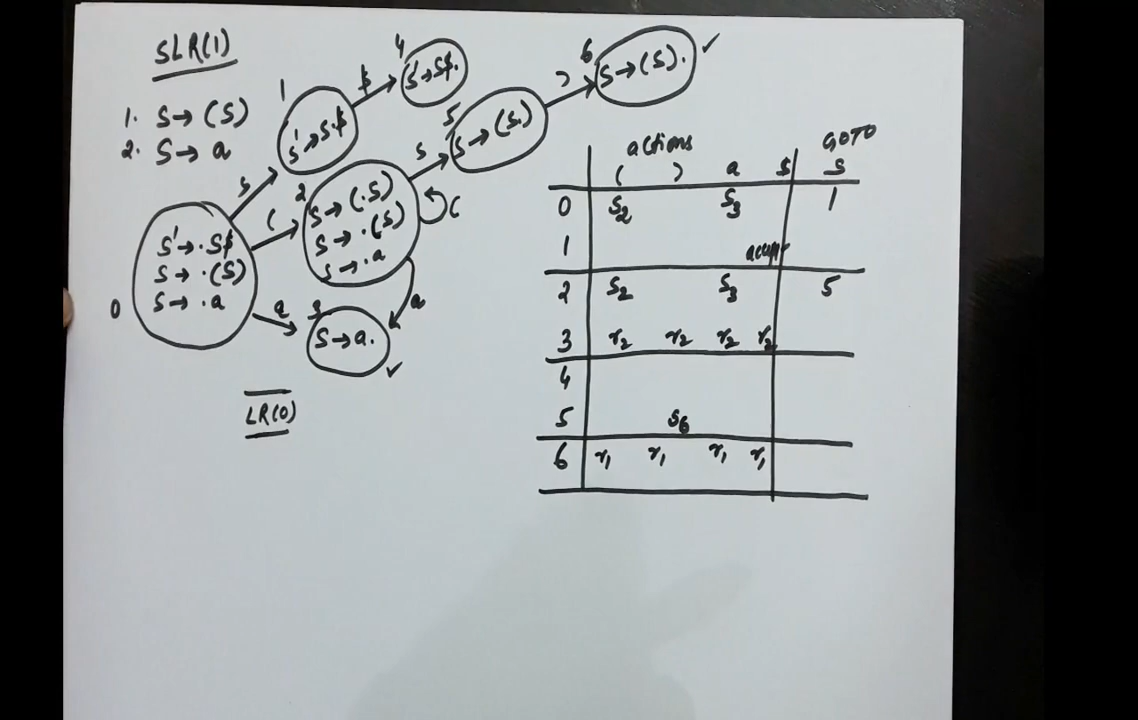 SLR(1)
1. S → (S)
2. S → a
0
S' → .S$
S → .(S)
S → .a
S
(
a
1
S' → S.$
$
4
S' → S$.
2
S → (.S)
S → .(S)
S → .a
(
a
S
5
S → (S.)
)
6
S → (S).
✓
3
S → a.
✓
LR(0)
actions GOTO
( ) a $ S
0 S2 S3 1
1 accept
2 S2 S3 5
3 r2 r2 r2 r2
4
5 S6
6 r1 r1 r1 r1